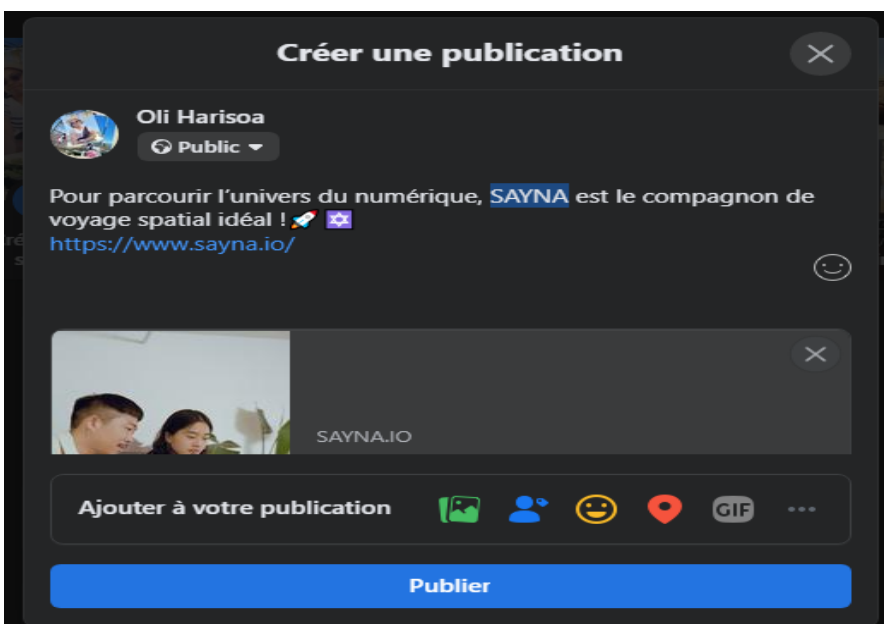 Créer une publication
Oli Harisoa
Public
Pour parcourir l’univers du numérique, SAYNA est le compagnon de
voyage spatial idéal ! 🚀 🔯
https://www.sayna.io/
SAYNA.IO
Ajouter à votre publication
GIF
Publier